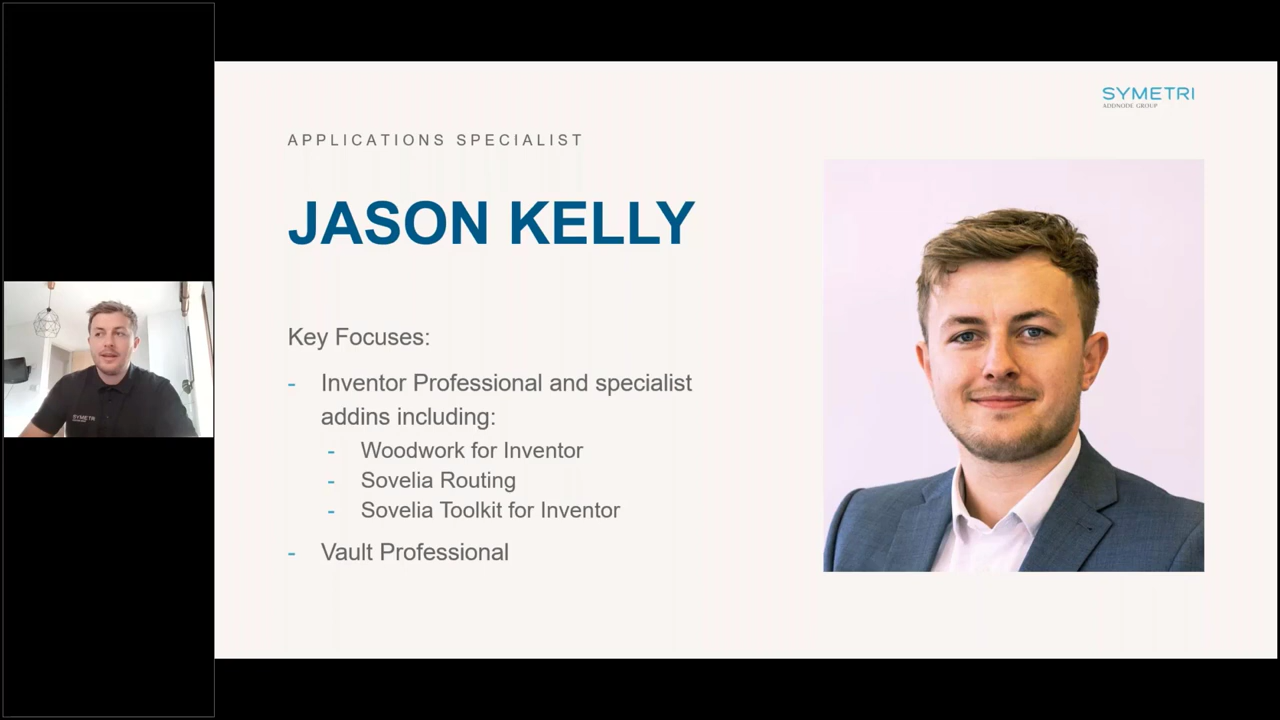 SYMETRI
ADDNODE GROUP
APPLICATIONS SPECIALIST
JASON KELLY
Key Focuses:
- Inventor Professional and specialist
addins including:
- Woodwork for Inventor
- Sovelia Routing
- Sovelia Toolkit for Inventor
- Vault Professional
SYMETRI